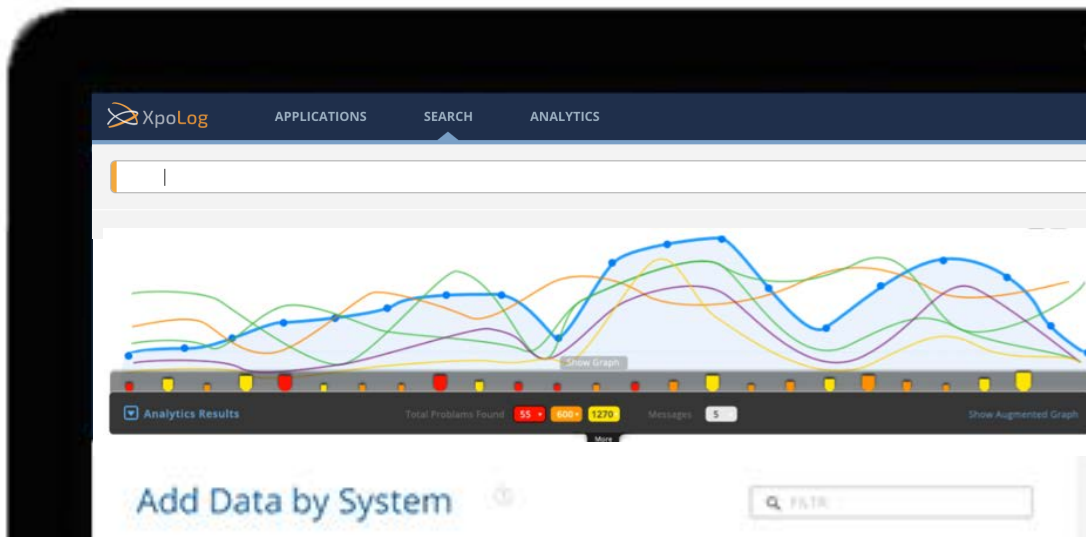 XpoLog APPLICATIONS SEARCH ANALYTICS
Show Graph
Analytics Results Total Problems Found 55 600 1270 Messages 5 Show Augmented Graph
More
Add Data by System